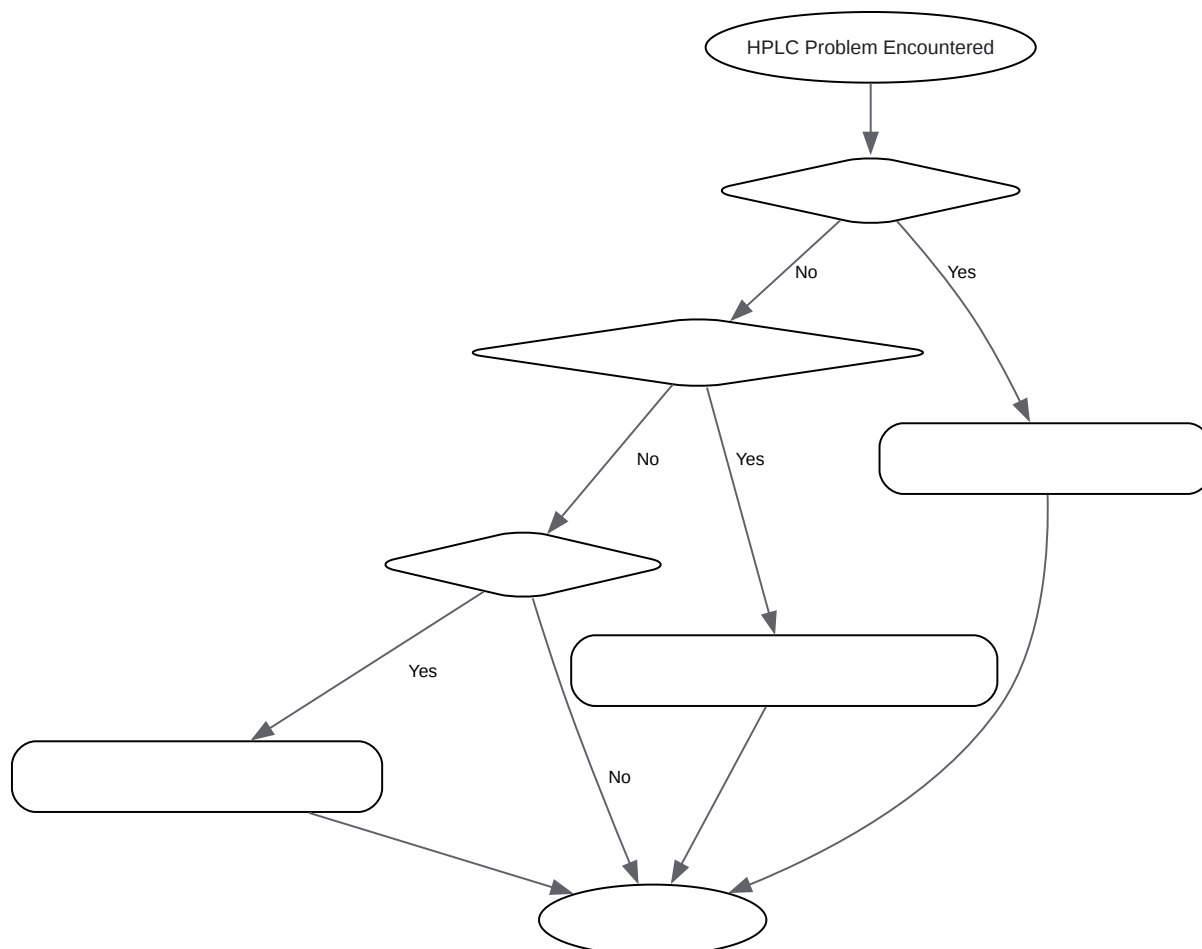 HPLC Problem Encountered
No
Yes
No
Yes
Yes
No